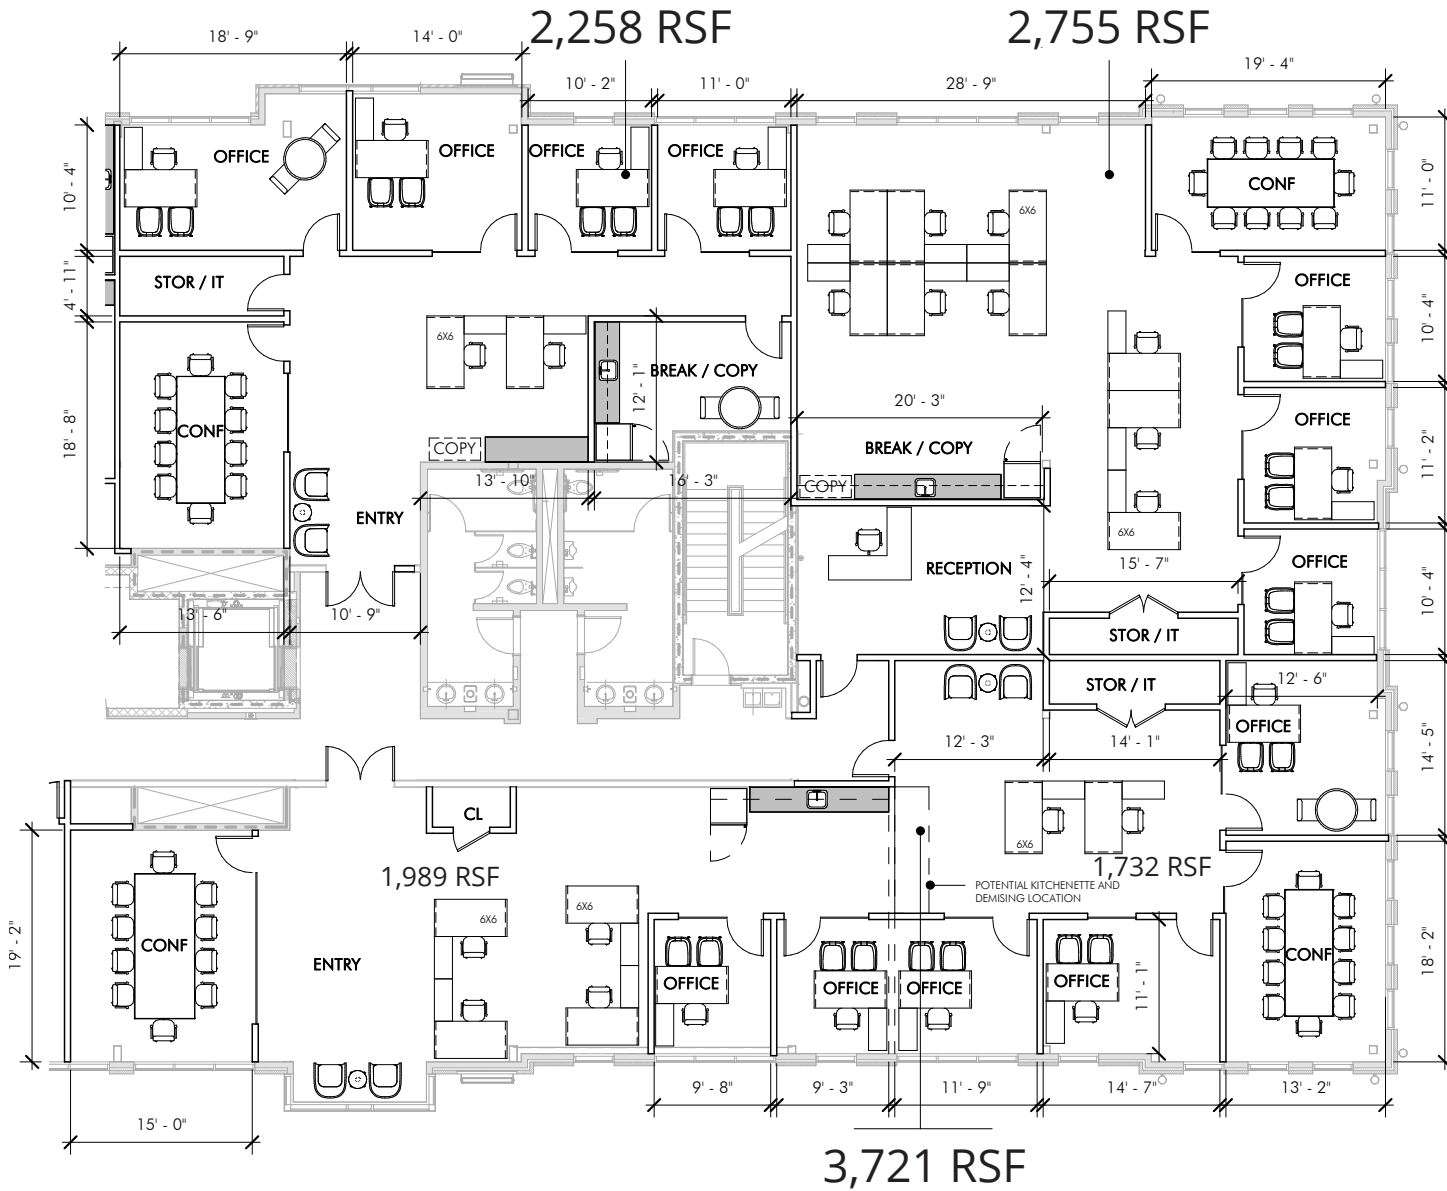 2,258 RSF
2,755 RSF
18' - 9"
14' - 0"
10' - 2"
11' - 0"
28' - 9"
19' - 4"
10' - 4"
OFFICE
OFFICE
OFFICE
OFFICE
CONF
11' - 0"
6X6
4' - 11"
STOR / IT
OFFICE
10' - 4"
6X6
BREAK / COPY
12' - 1"
18' - 8"
CONF
COPY
20' - 3"
BREAK / COPY
COPY
OFFICE
11' - 2"
13' - 10"
16' - 3"
ENTRY
6X6
RECEPTION
12' - 4"
15' - 7"
OFFICE
10' - 4"
13' - 6"
10' - 9"
STOR / IT
STOR / IT
12' - 6"
OFFICE
14' - 5"
12' - 3"
14' - 1"
CL
6X6
1,989 RSF
1,732 RSF
POTENTIAL KITCHENETTE AND
DEMISING LOCATION
6X6
6X6
19' - 2"
CONF
ENTRY
OFFICE
OFFICE
OFFICE
OFFICE
11' - 1"
CONF
18' - 2"
9' - 8"
9' - 3"
11' - 9"
14' - 7"
13' - 2"
15' - 0"
3,721 RSF